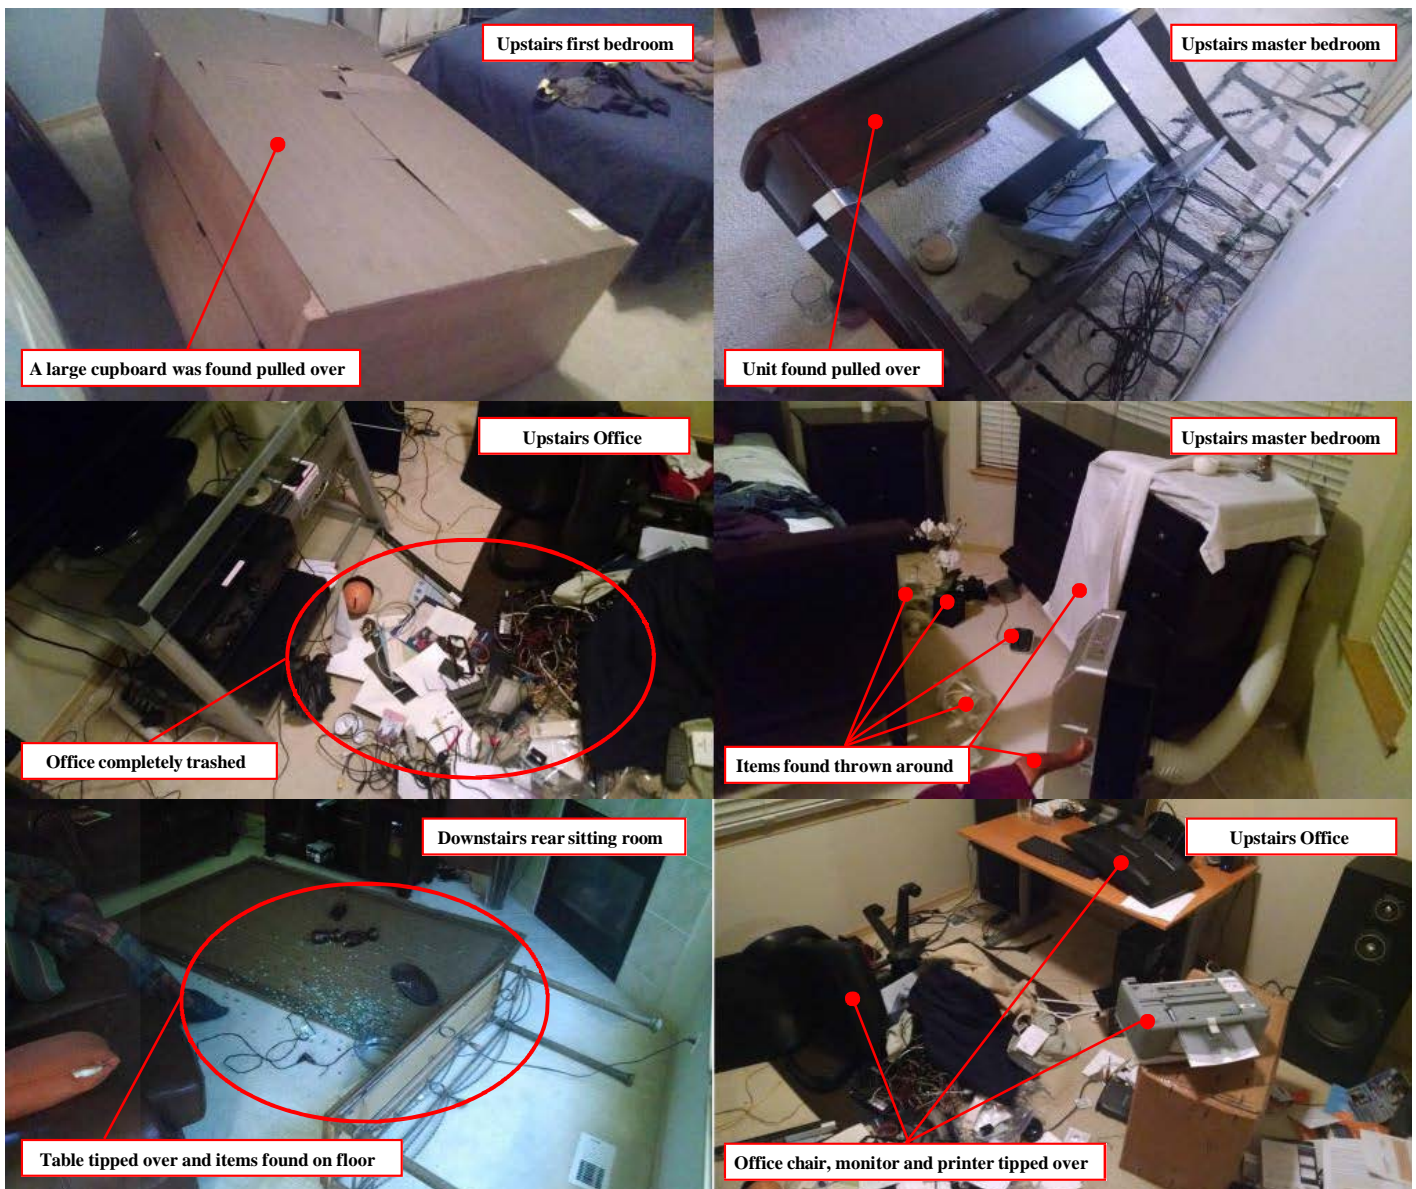 Upstairs first bedroom
A large cupboard was found pulled over
Upstairs master bedroom
Unit found pulled over
Upstairs Office
Office completely trashed
Upstairs master bedroom
Items found thrown around
Downstairs rear sitting room
Table tipped over and items found on floor
Upstairs Office
Office chair, monitor and printer tipped over